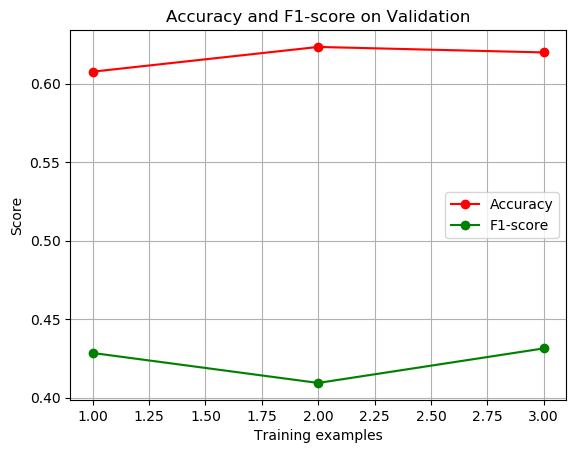 Accuracy and F1-score on Validation
Score
0.60
0.55
0.50
0.45
0.40
Accuracy
F1-score
1.00 1.25 1.50 1.75 2.00 2.25 2.50 2.75 3.00
Training examples